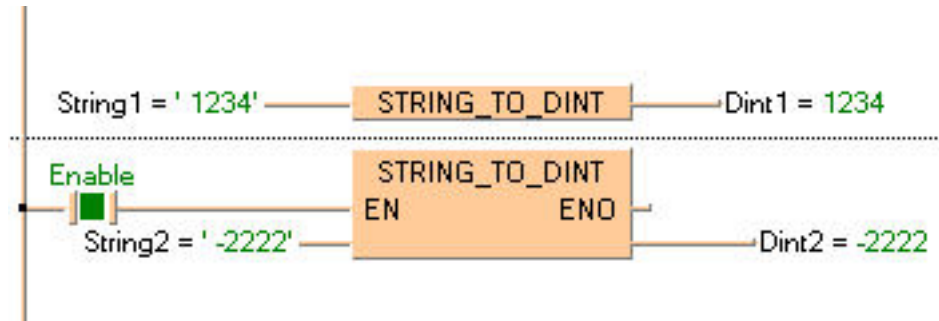 String1 = ' 1234' STRING_TO_DINT Dint1 = 1234
Enable STRING_TO_DINT
EN ENO
String2 = ' -2222' Dint2 = -2222